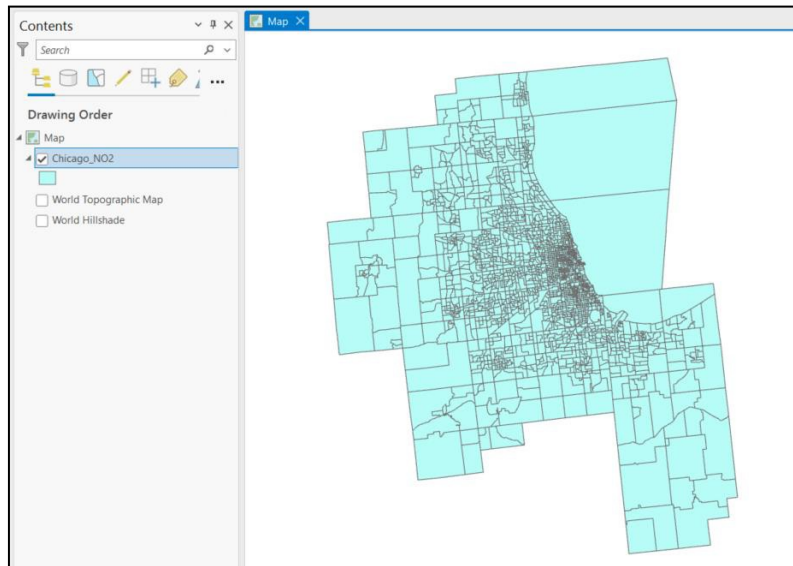 Contents
Search
Drawing Order
Map
Chicago_NO2
World Topographic Map
World Hillshade
Map